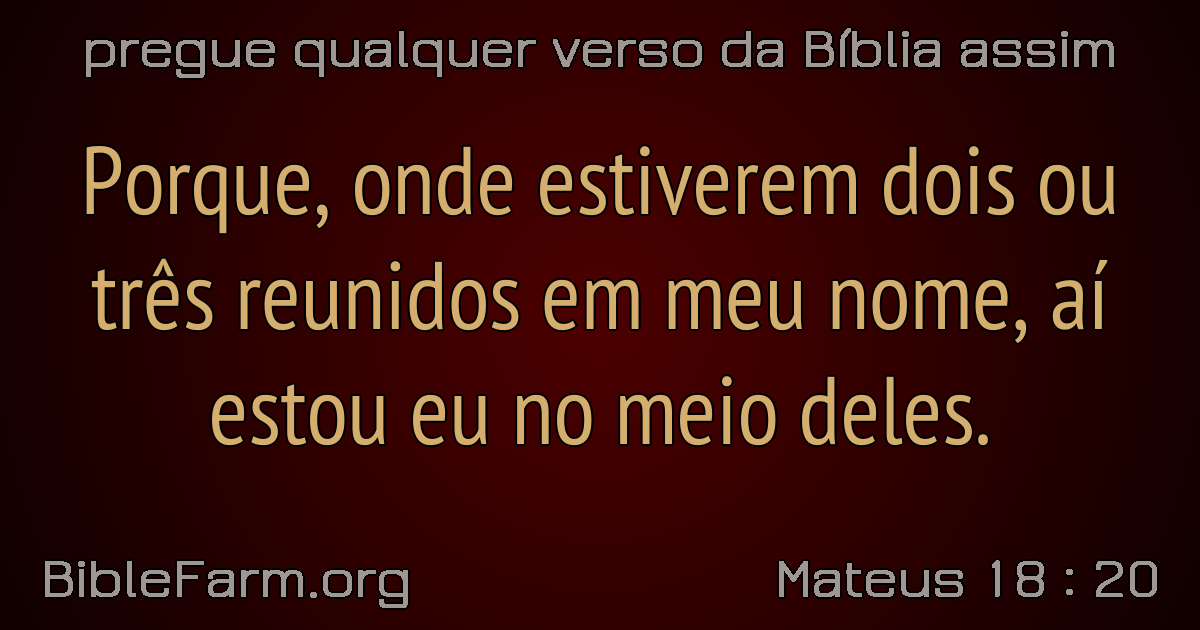 pregue qualquer verso da Bíblia assim
Porque, onde estiverem dois ou
três reunidos em meu nome, aí
estou eu no meio deles.
BibleFarm.org
Mateus 18 : 20